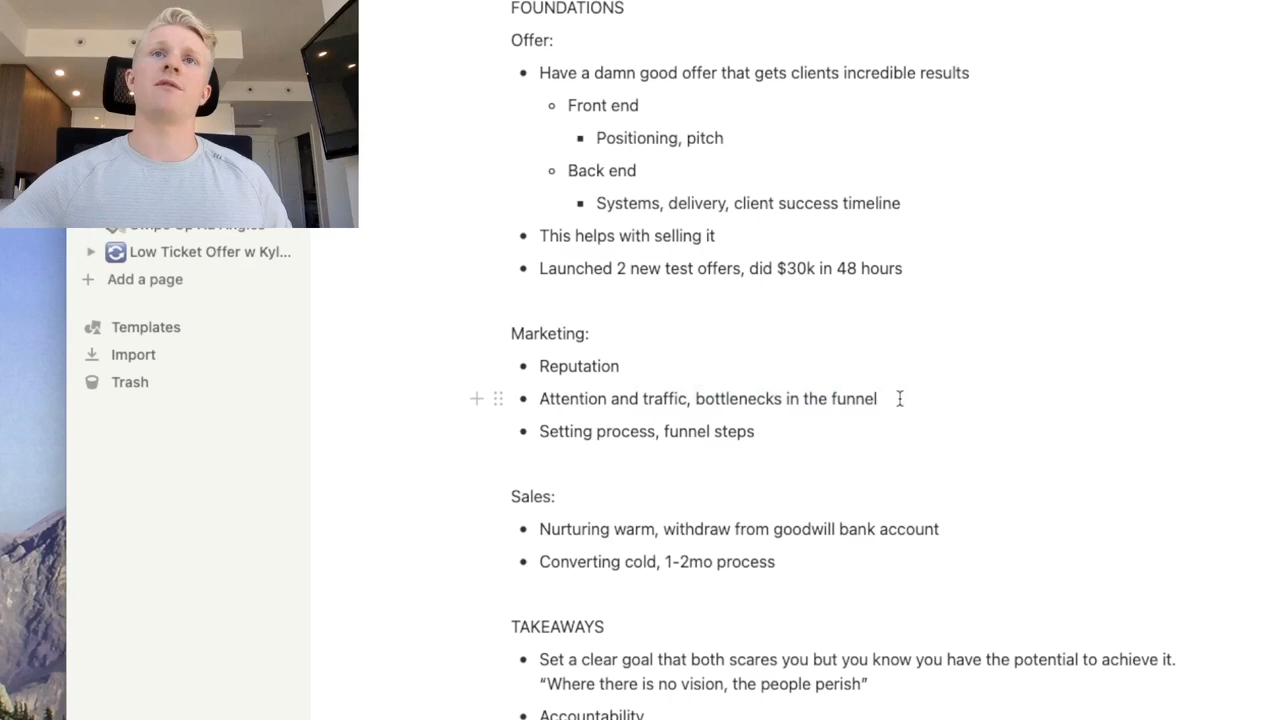 FOUNDATIONS
Offer:
Have a damn good offer that gets clients incredible results
Front end
Positioning, pitch
Back end
Systems, delivery, client success timeline
This helps with selling it
Launched 2 new test offers, did $30k in 48 hours
Marketing:
Reputation
Attention and traffic, bottlenecks in the funnel
Setting process, funnel steps
Sales:
Nurturing warm, withdraw from goodwill bank account
Converting cold, 1-2mo process
TAKEAWAYS
Set a clear goal that both scares you but you know you have the potential to achieve it.
“Where there is no vision, the people perish”
Accountability
Low Ticket Offer w Kyl...
Add a page
Templates
Import
Trash